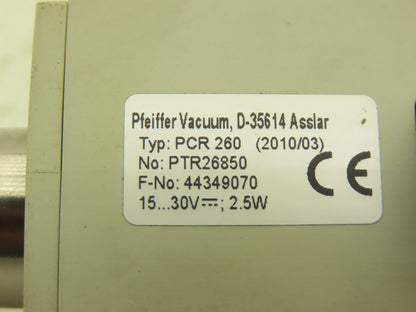 Pfeiffer Vacuum, D-35614 Asslar
Typ: PCR 260 (2010/03)
No: PTR26850
F-No: 44349070
15...30V⎓; 2.5W
CE